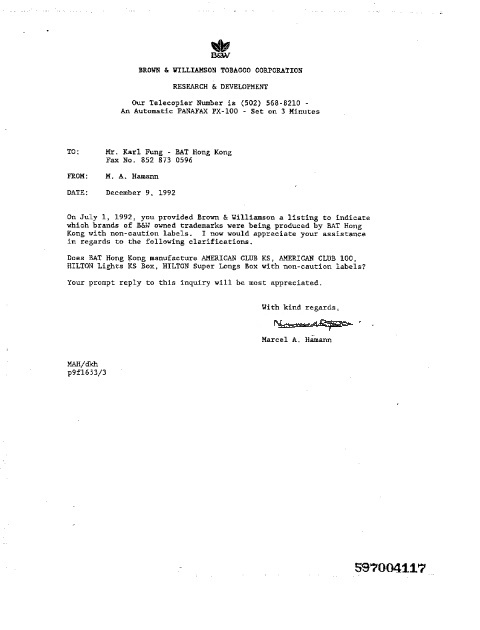 B&W
BROWN & WILLIAMSON TOBACCO CORPORATION
RESEARCH & DEVELOPMENT
Our Telecopier Number is (502) 568-8210 -
An Automatic PANAFAX PX-100 - Set on 3 Minutes
TO: Mr. Karl Fung - BAT Hong Kong
Fax No. 852 873 0596
FROM: M. A. Hamann
DATE: December 9, 1992
On July 1, 1992, you provided Brown & Williamson a listing to indicate
which brands of B&W owned trademarks were being produced by BAT Hong
Kong with non-caution labels. I now would appreciate your assistance
in regards to the following clarifications.
Does BAT Hong Kong manufacture AMERICAN CLUB KS, AMERICAN CLUB 100,
HILTON Lights KS Box, HILTON Super Longs Box with non-caution labels?
Your prompt reply to this inquiry will be most appreciated.
With kind regards,
Marcel A. Hamann
MAH/dkh
p9f1653/3
597004117